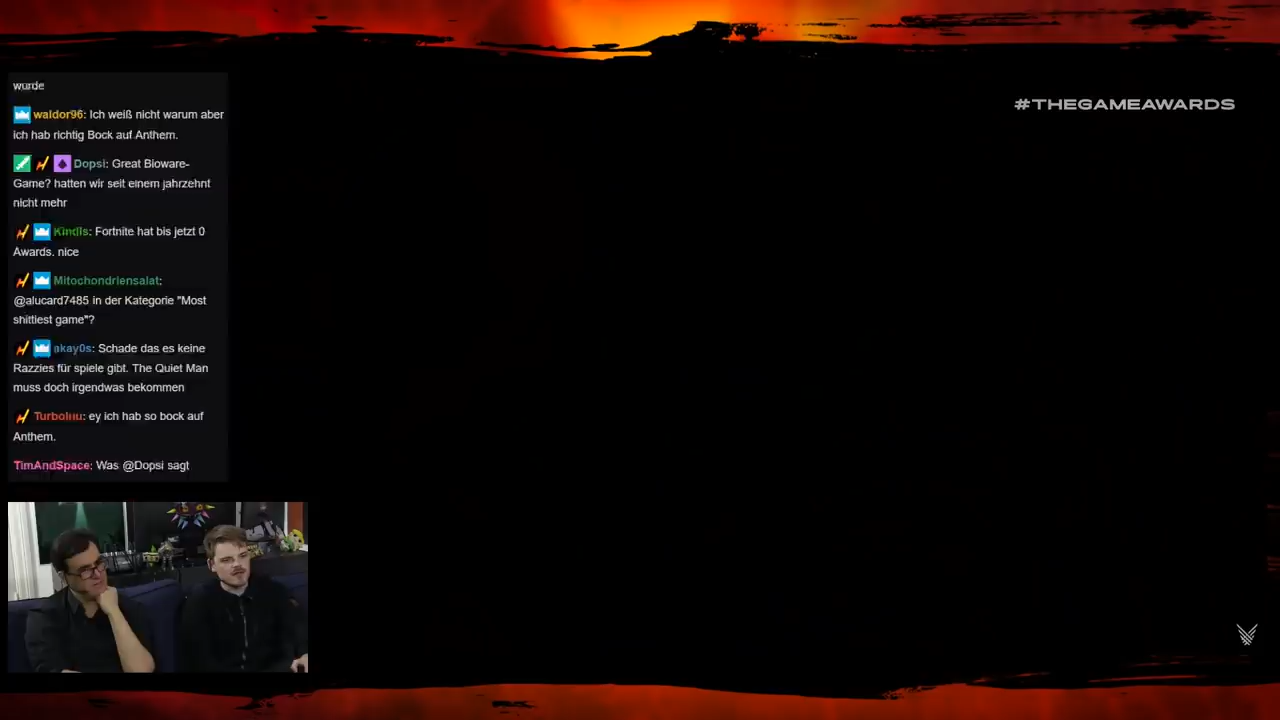 wurde
waldor96: Ich weiß nicht warum aber
ich hab richtig Bock auf Anthem.
Dopsi: Great Bioware-
Game? hatten wir seit einem jahrzehnt
nicht mehr
Kindls: Fortnite hat bis jetzt 0
Awards. nice
Mitochondriensalat:
@alucard7485 in der Kategorie "Most
shittiest game"?
akay0s: Schade das es keine
Razzies für spiele gibt. The Quiet Man
muss doch irgendwas bekommen
ey ich hab so bock auf
Anthem.
TimAndSpace: Was @Dopsi sagt
#THEGAMEAWARDS